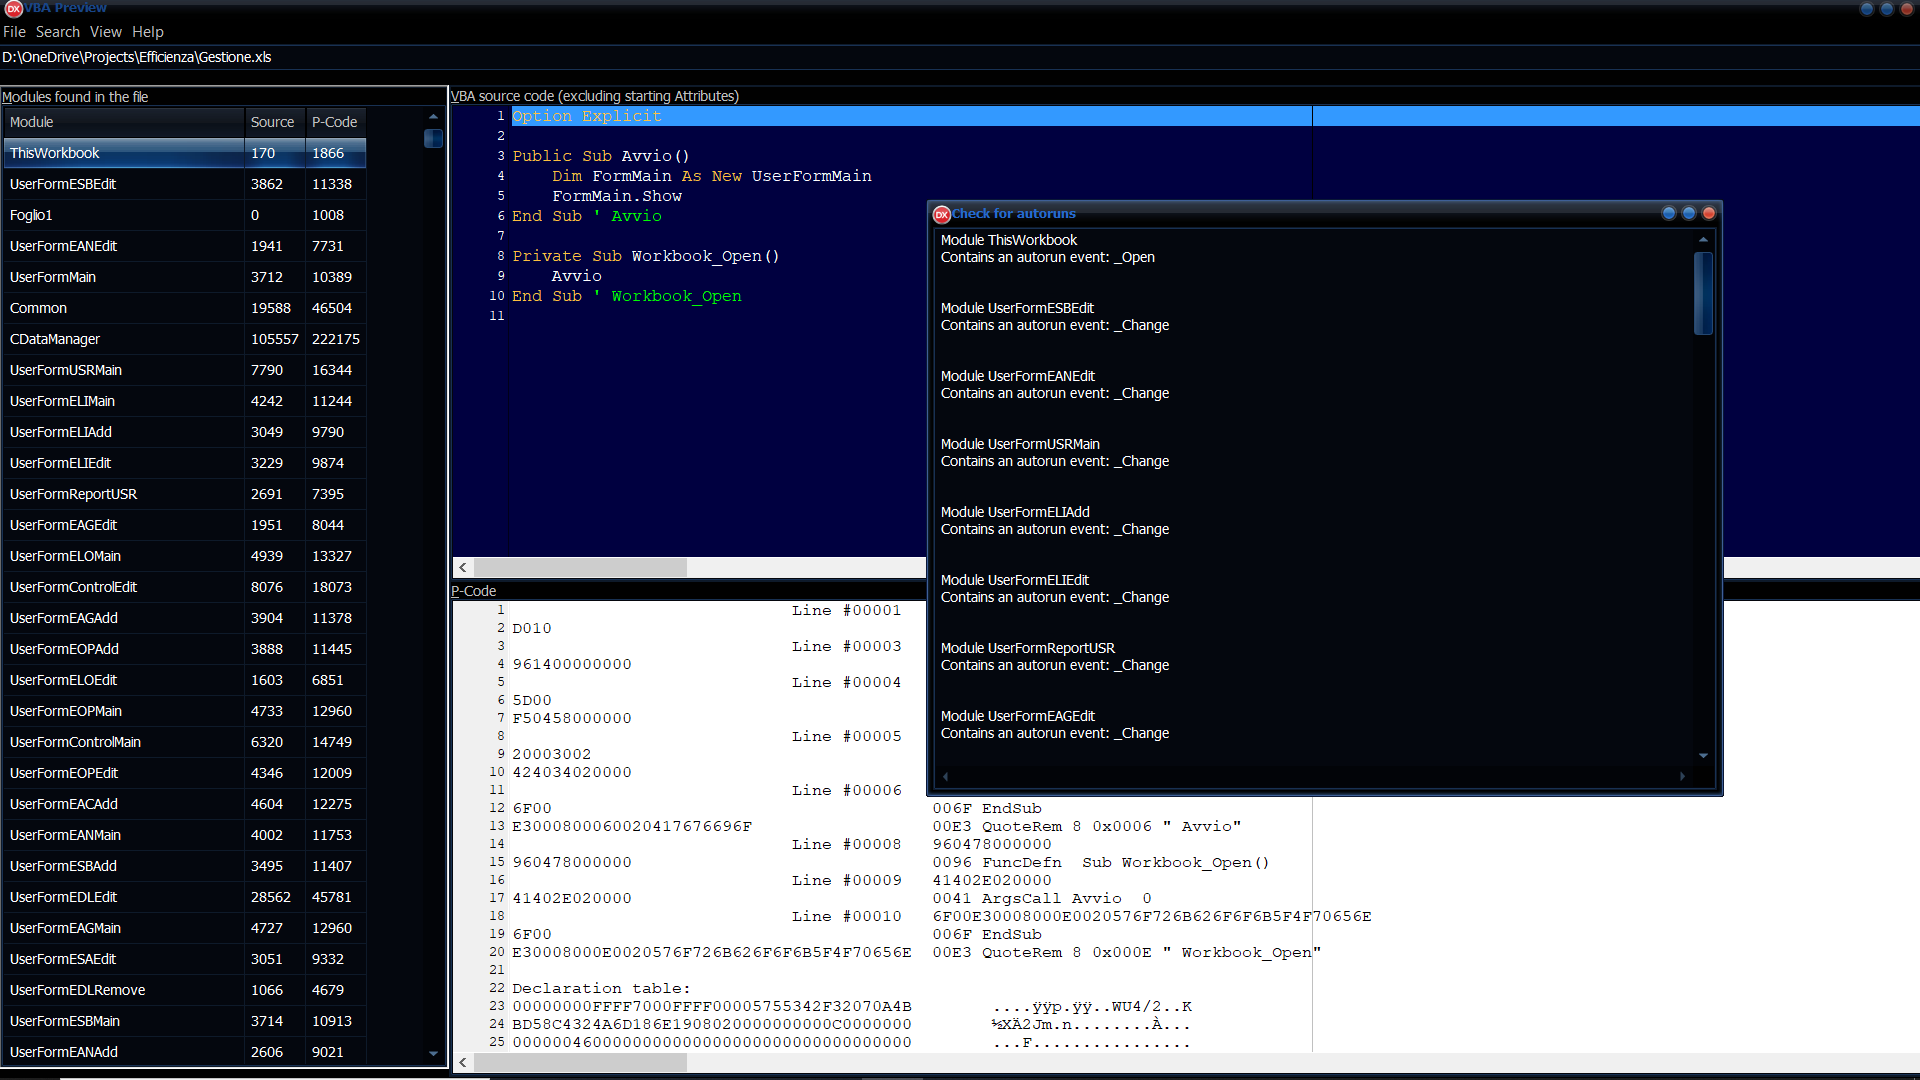 VBA Preview
File Search View Help
D:\OneDrive\Projects\Efficienza\Gestione.xls
Modules found in the file
Module Source P-Code
ThisWorkbook 170 1866
UserFormESBEdit 3862 11338
Foglio1 0 1008
UserFormEANEdit 1941 7731
UserFormMain 3712 10389
Common 19588 46504
CDataManager 105557 222175
UserFormUSRMain 7790 16344
UserFormELIMain 4242 11244
UserFormELIAdd 3049 9790
UserFormELIEdit 3229 9874
UserFormReportUSR 2691 7395
UserFormEAGEdit 1951 8044
UserFormELOMain 4939 13327
UserFormControlEdit 8076 18073
UserFormEAGAdd 3904 11378
UserFormEOPAdd 3888 11445
UserFormELOEdit 1603 6851
UserFormEOPMain 4733 12960
UserFormControlMain 6320 14749
UserFormEOPEdit 4346 12009
UserFormEACAdd 4604 12275
UserFormEANMain 4002 11753
UserFormESBAdd 3495 11407
UserFormEDLEdit 28562 45781
UserFormEAGMain 4727 12960
UserFormESAEdit 3051 9332
UserFormEDLRemove 1066 4679
UserFormESBMain 3714 10913
UserFormEANAdd 2606 9021
VBA source code (excluding starting Attributes)
1 Option Explicit
2
3 Public Sub Avvio()
4 Dim FormMain As New UserFormMain
5 FormMain.Show
6 End Sub ' Avvio
7
8 Private Sub Workbook_Open()
9 Avvio
10 End Sub ' Workbook_Open
11
DX Check for autoruns
Module ThisWorkbook
Contains an autorun event: _Open
Module UserFormESBEdit
Contains an autorun event: _Change
Module UserFormEANEdit
Contains an autorun event: _Change
Module UserFormUSRMain
Contains an autorun event: _Change
Module UserFormELIAdd
Contains an autorun event: _Change
Module UserFormELIEdit
Contains an autorun event: _Change
Module UserFormReportUSR
Contains an autorun event: _Change
Module UserFormEAGEdit
Contains an autorun event: _Change
P-Code
1 Line #00001
2 D010
3 Line #00003
4 961400000000
5 Line #00004
6 5D00
7 F50458000000
8 Line #00005
9 20003002
10 424034020000
11 Line #00006
12 6F00 006F EndSub
13 E3000800060020417676696F 00E3 QuoteRem 8 0x0006 " Avvio"
14 Line #00008 960478000000
15 960478000000 0096 FuncDefn Sub Workbook_Open()
16 Line #00009 41402E020000
17 41402E020000 0041 ArgsCall Avvio 0
18 Line #00010 6F00E30008000E0020576F726B626F6F6B5F4F70656E
19 6F00 006F EndSub
20 E30008000E0020576F726B626F6F6B5F4F70656E 00E3 QuoteRem 8 0x000E " Workbook_Open"
21
22 Declaration table:
23 00000000FFFF7000FFFF00005755342F32070A4B ....ÿÿp.ÿÿ..WU4/2..K
24 BD58C4324A6D186E1908020000000000C0000000 ½XÄ2Jm.n........À...
25 0000004600000000000000000000000000000000 ...F................